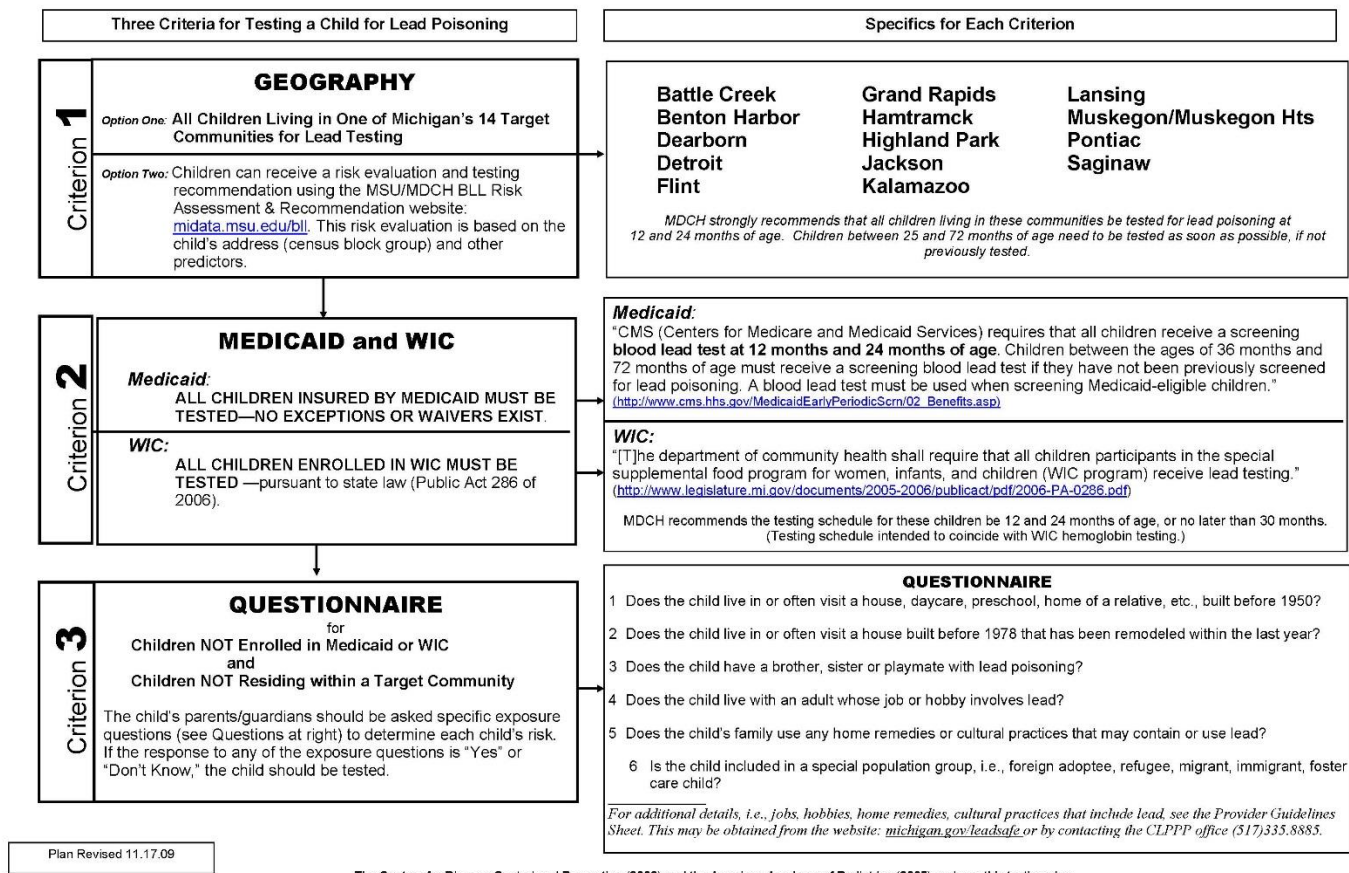 Three Criteria for Testing a Child for Lead Poisoning
Specifics for Each Criterion
Criterion 1
GEOGRAPHY
Option One: All Children Living in One of Michigan's 14 Target
Communities for Lead Testing
Option Two: Children can receive a risk evaluation and testing
recommendation using the MSU/MDCH BLL Risk
Assessment & Recommendation website:
midata.msu.edu/bll. This risk evaluation is based on the
child's address (census block group) and other
predictors.
Battle Creek
Benton Harbor
Dearborn
Detroit
Flint
Grand Rapids
Hamtramck
Highland Park
Jackson
Kalamazoo
Lansing
Muskegon/Muskegon Hts
Pontiac
Saginaw
MDCH strongly recommends that all children living in these communities be tested for lead poisoning at
12 and 24 months of age. Children between 25 and 72 months of age need to be tested as soon as possible, if not
previously tested.
Criterion 2
MEDICAID and WIC
Medicaid:
ALL CHILDREN INSURED BY MEDICAID MUST BE
TESTED—NO EXCEPTIONS OR WAIVERS EXIST.
WIC:
ALL CHILDREN ENROLLED IN WIC MUST BE
TESTED —pursuant to state law (Public Act 286 of
2006).
Medicaid:
"CMS (Centers for Medicare and Medicaid Services) requires that all children receive a screening
blood lead test at 12 months and 24 months of age. Children between the ages of 36 months and
72 months of age must receive a screening blood lead test if they have not been previously screened
for lead poisoning. A blood lead test must be used when screening Medicaid-eligible children."
(http://www.cms.hhs.gov/MedicaidEarlyPeriodicScrn/02_Benefits.asp)
WIC:
"[T]he department of community health shall require that all children participants in the special
supplemental food program for women, infants, and children (WIC program) receive lead testing."
(http://www.legislature.mi.gov/documents/2005-2006/publicact/pdf/2006-PA-0286.pdf)
MDCH recommends the testing schedule for these children be 12 and 24 months of age, or no later than 30 months.
(Testing schedule intended to coincide with WIC hemoglobin testing.)
Criterion 3
QUESTIONNAIRE
for
Children NOT Enrolled in Medicaid or WIC
and
Children NOT Residing within a Target Community
The child's parents/guardians should be asked specific exposure
questions (see Questions at right) to determine each child's risk.
If the response to any of the exposure questions is "Yes" or
"Don't Know," the child should be tested.
QUESTIONNAIRE
1 Does the child live in or often visit a house, daycare, preschool, home of a relative, etc., built before 1950?
2 Does the child live in or often visit a house built before 1978 that has been remodeled within the last year?
3 Does the child have a brother, sister or playmate with lead poisoning?
4 Does the child live with an adult whose job or hobby involves lead?
5 Does the child's family use any home remedies or cultural practices that may contain or use lead?
6 Is the child included in a special population group, i.e., foreign adoptee, refugee, migrant, immigrant, foster
care child?
For additional details, i.e., jobs, hobbies, home remedies, cultural practices that include lead, see the Provider Guidelines
Sheet. This may be obtained from the website: michigan.gov/leadsafe or by contacting the CLPPP office (517)335.8885.
Plan Revised 11.17.09